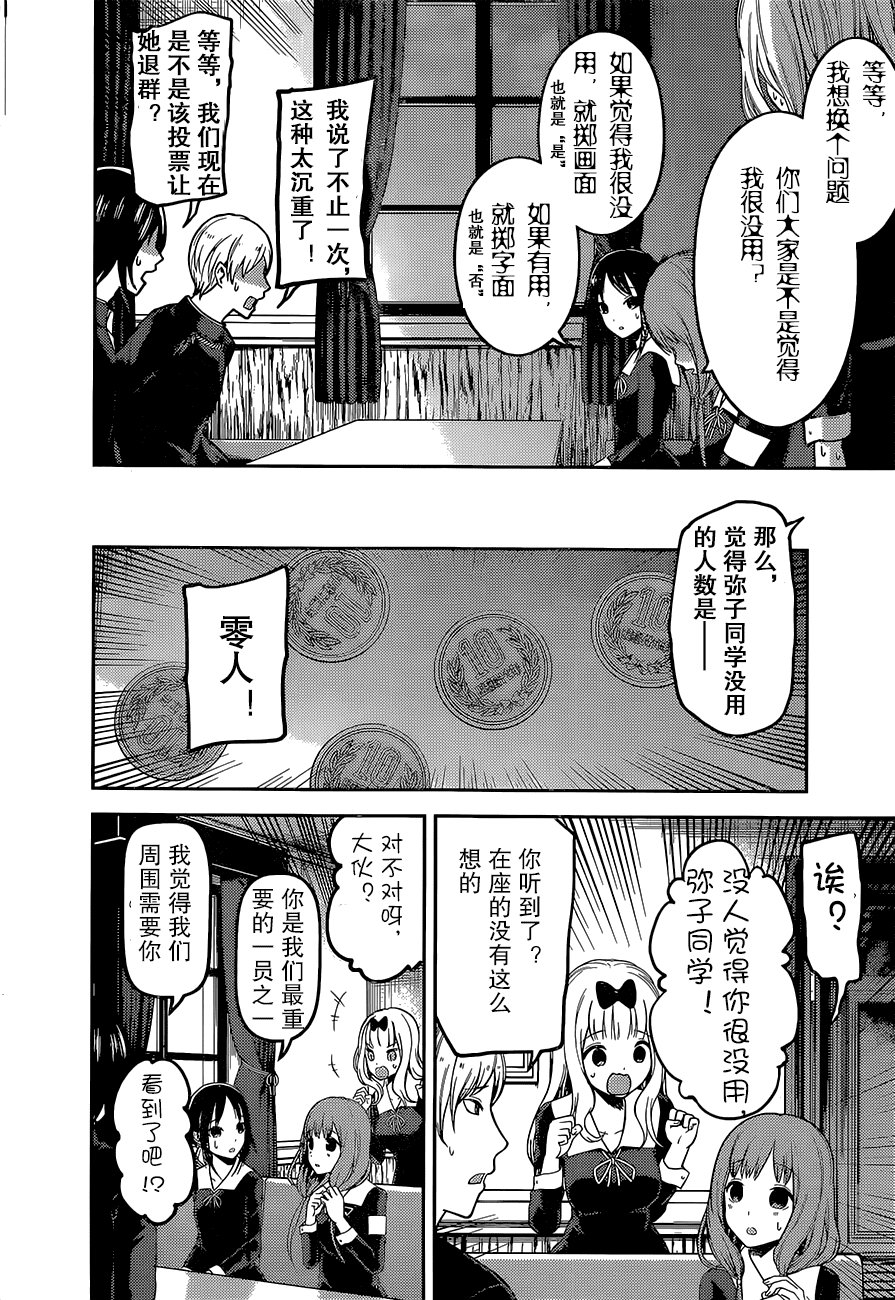 等等，
我想换个问题
你们大家是不是觉得
我很没用？
如果觉得我很没
用，就掷画面
也就是“是”
如果有用，
就掷字面
也就是“否”
我说了不止一次，
这种太沉重了！
等等，我们现在
是不是该投票让
她退群？
那么，
觉得弥子同学没用
的人数是——
零人！
10
10
10
诶？
没人觉得你很没用，
弥子同学！
你听到了？
在座的没有这么
想的
对不对呀，
大伙？
你是我们最重
要的一员之一
我觉得我们
周围需要你
看到了吧！？